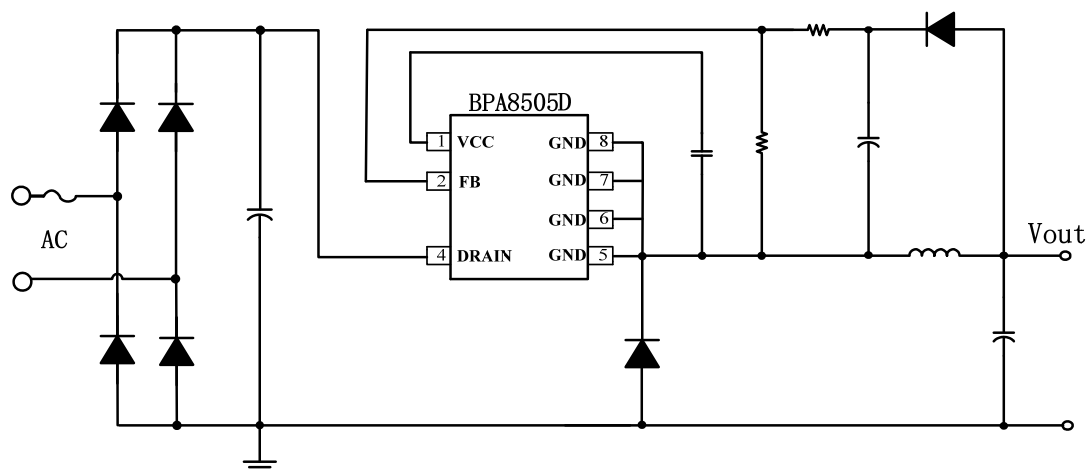 BPA8505D
1 VCC GND 8
2 FB GND 7
GND 6
4 DRAIN GND 5
AC
Vout